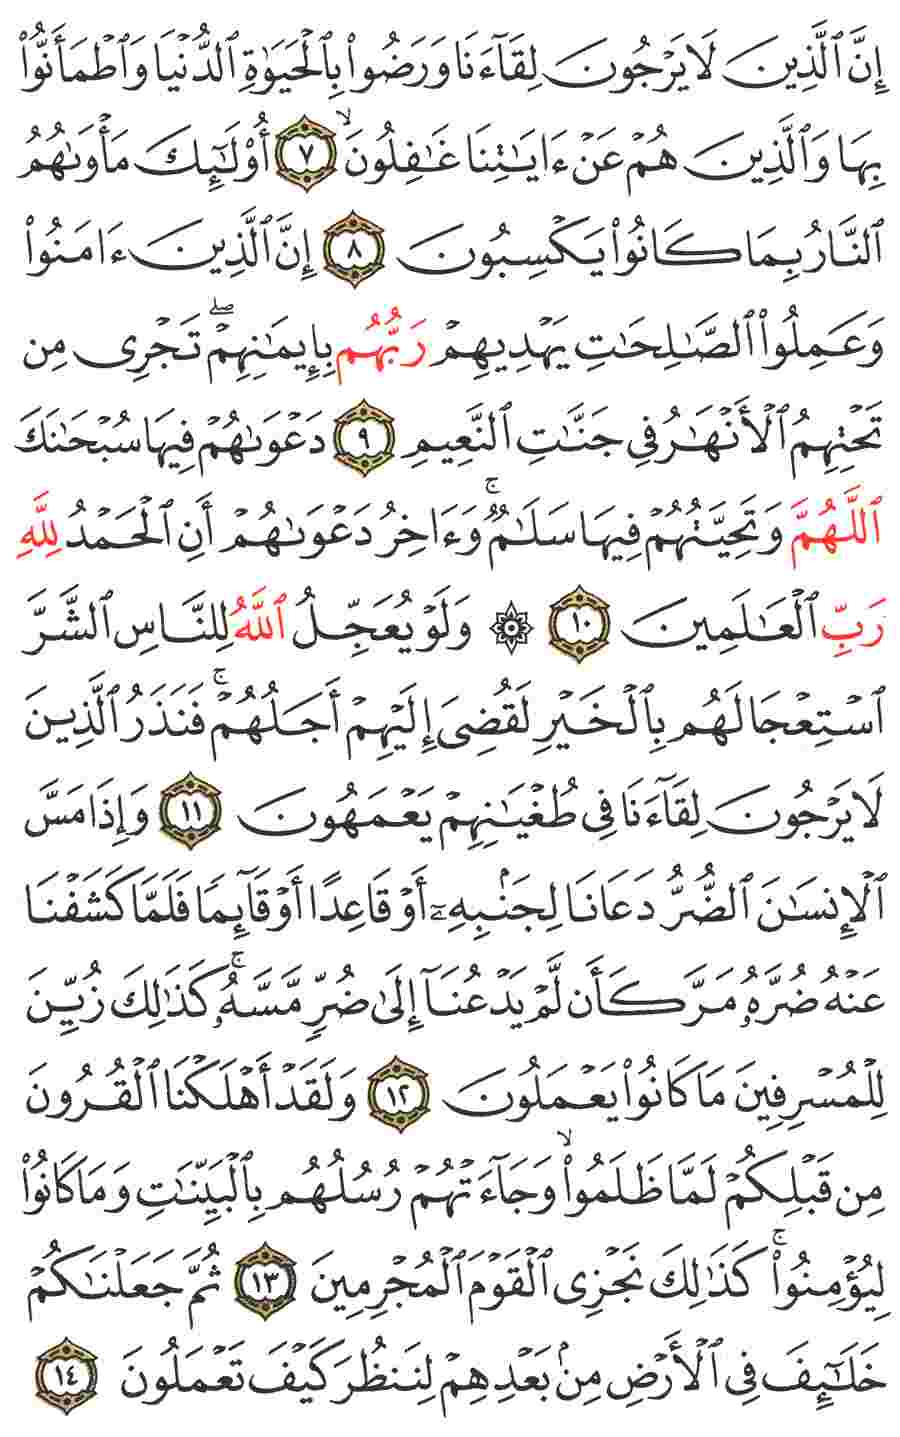 إِنَّ ٱلَّذِينَ لَا يَرْجُونَ لِقَآءَنَا وَرَضُوا۟ بِٱلْحَيَوٰةِ ٱلدُّنْيَا وَٱطْمَأَنُّوا۟
بِهَا وَٱلَّذِينَ هُمْ عَنْ ءَايَـٰتِنَا غَـٰفِلُونَ ۙ ٧ أُو۟لَـٰٓئِكَ مَأْوَىٰهُمُ
ٱلنَّارُ بِمَا كَانُوا۟ يَكْسِبُونَ ٨ إِنَّ ٱلَّذِينَ ءَامَنُوا۟
وَعَمِلُوا۟ ٱلصَّـٰلِحَـٰتِ يَهْدِيهِمْ رَبُّهُم بِإِيمَـٰنِهِمْ ۖ تَجْرِى مِن
تَحْتِهِمُ ٱلْأَنْهَـٰرُ فِى جَنَّـٰتِ ٱلنَّعِيمِ ٩ دَعْوَىٰهُمْ فِيهَا سُبْحَـٰنَكَ
ٱللَّهُمَّ وَتَحِيَّتُهُمْ فِيهَا سَلَـٰمٌ ۚ وَءَاخِرُ دَعْوَىٰهُمْ أَنِ ٱلْحَمْدُ لِلَّهِ
رَبِّ ٱلْعَـٰلَمِينَ ١٠ ۞ وَلَوْ يُعَجِّلُ ٱللَّهُ لِلنَّاسِ ٱلشَّرَّ
ٱسْتِعْجَالَهُم بِٱلْخَيْرِ لَقُضِىَ إِلَيْهِمْ أَجَلُهُمْ ۖ فَنَذَرُ ٱلَّذِينَ
لَا يَرْجُونَ لِقَآءَنَا فِى طُغْيَـٰنِهِمْ يَعْمَهُونَ ١١ وَإِذَا مَسَّ
ٱلْإِنسَـٰنَ ٱلضُّرُّ دَعَانَا لِجَنۢبِهِۦٓ أَوْ قَاعِدًا أَوْ قَآئِمًا فَلَمَّا كَشَفْنَا
عَنْهُ ضُرَّهُۥ مَرَّ كَأَن لَّمْ يَدْعُنَآ إِلَىٰ ضُرٍّ مَّسَّهُۥ ۚ كَذَٰلِكَ زُيِّنَ
لِلْمُسْرِفِينَ مَا كَانُوا۟ يَعْمَلُونَ ١٢ وَلَقَدْ أَهْلَكْنَا ٱلْقُرُونَ
مِن قَبْلِكُمْ لَمَّا ظَلَمُوا۟ ۙ وَجَآءَتْهُمْ رُسُلُهُم بِٱلْبَيِّنَـٰتِ وَمَا كَانُوا۟
لِيُؤْمِنُوا۟ ۚ كَذَٰلِكَ نَجْزِى ٱلْقَوْمَ ٱلْمُجْرِمِينَ ١٣ ثُمَّ جَعَلْنَـٰكُمْ
خَلَـٰٓئِفَ فِى ٱلْأَرْضِ مِنۢ بَعْدِهِمْ لِنَنظُرَ كَيْفَ تَعْمَلُونَ ١٤